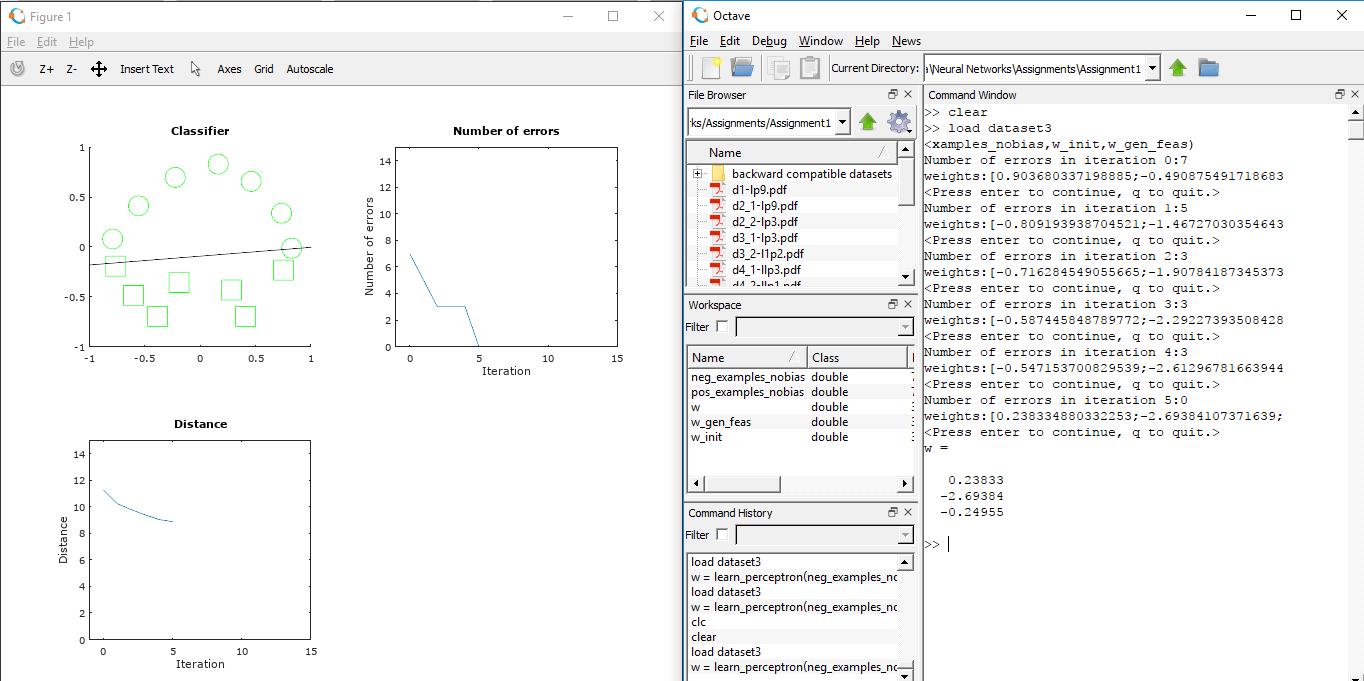 Figure 1
File Edit Help
Z+ Z- Insert Text Axes Grid Autoscale
Classifier
1
0.5
0
-0.5
-1
-1 -0.5 0 0.5 1
Number of errors
Number of errors
14
12
10
8
6
4
2
0
0 5 10 15
Iteration
Distance
Distance
14
12
10
8
6
4
2
0
0 5 10 15
Iteration
Octave
File Edit Debug Window Help News
Current Directory: a\Neural Networks\Assignments\Assignment1
File Browser
rks/Assignments/Assignment1
Name
backward compatible datasets
d1-lp9.pdf
d2_1-lp9.pdf
d2_2-lp3.pdf
d3_1-lp3.pdf
d3_2-l1p2.pdf
d4_1-llp3.pdf
d4_2-llp1.pdf
Workspace
Filter
Name Class
neg_examples_nobias double
pos_examples_nobias double
w double
w_gen_feas double
w_init double
Command History
Filter
load dataset3
w = learn_perceptron(neg_examples_no
load dataset3
w = learn_perceptron(neg_examples_no
clc
clear
load dataset3
w = learn_perceptron(neg_examples_no
Command Window
>> clear
>> load dataset3
<xamples_nobias,w_init,w_gen_feas)
Number of errors in iteration 0:7
weights:[0.903680337198885;-0.490875491718683
<Press enter to continue, q to quit.>
Number of errors in iteration 1:5
weights:[-0.809193938704521;-1.46727030354643
<Press enter to continue, q to quit.>
Number of errors in iteration 2:3
weights:[-0.716284549055665;-1.90784187345373
<Press enter to continue, q to quit.>
Number of errors in iteration 3:3
weights:[-0.587445848789772;-2.29227393508428
<Press enter to continue, q to quit.>
Number of errors in iteration 4:3
weights:[-0.547153700829539;-2.61296781663944
<Press enter to continue, q to quit.>
Number of errors in iteration 5:0
weights:[0.238334880332253;-2.69384107371639;
<Press enter to continue, q to quit.>
w =
0.23833
-2.69384
-0.24955
>>